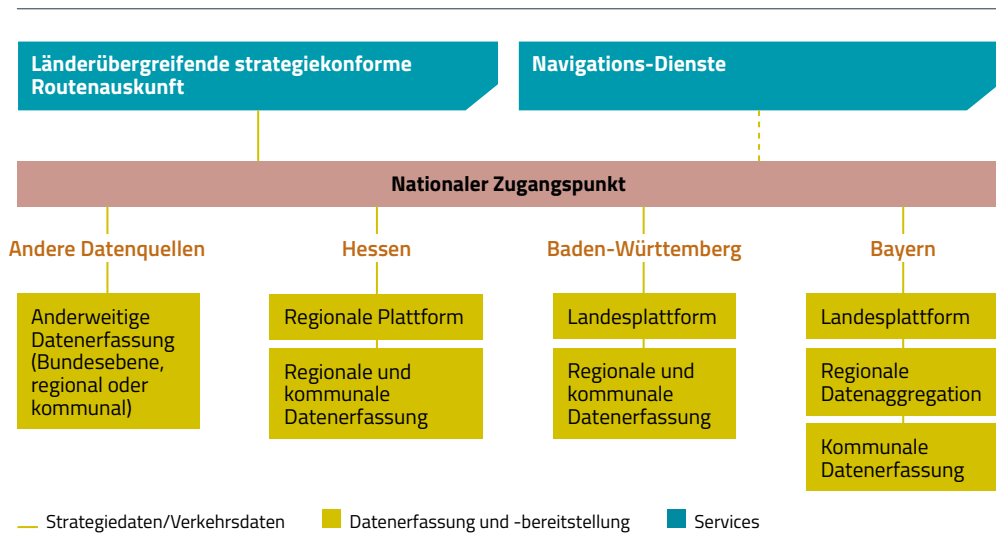 Länderübergreifende strategiekonforme
Routenauskunft
Navigations-Dienste
Nationaler Zugangspunkt
Andere Datenquellen
Hessen
Baden-Württemberg
Bayern
Anderweitige
Datenerfassung
(Bundesebene,
regional oder
kommunal)
Regionale Plattform
Regionale und
kommunale
Datenerfassung
Landesplattform
Regionale und
kommunale
Datenerfassung
Landesplattform
Regionale
Datenaggregation
Kommunale
Datenerfassung
Strategiedaten/Verkehrsdaten
Datenerfassung und -bereitstellung
Services